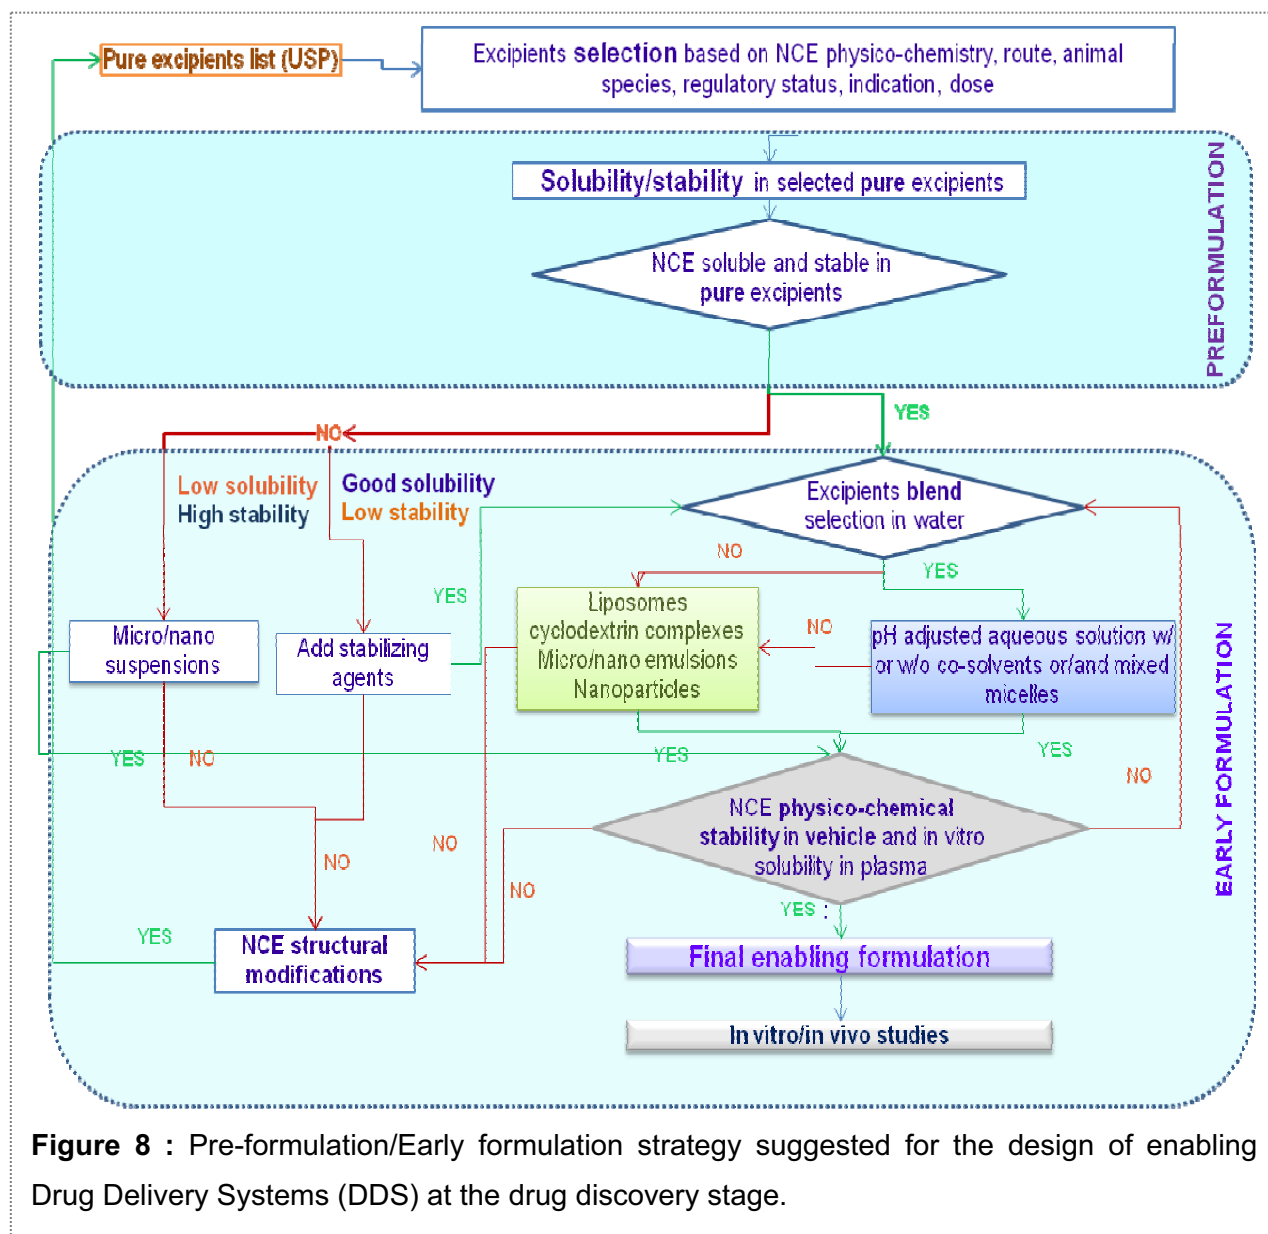 Pure excipients list (USP)
Excipients selection based on NCE physico-chemistry, route, animal
species, regulatory status, indication, dose
Solubility/stability in selected pure excipients
NCE soluble and stable in
pure excipients
PREFORMULATION
YES
NO
Low solubility
High stability
Good solubility
Low stability
Excipients blend
selection in water
NO
YES
YES
Liposomes
cyclodextrin complexes
Micro/nano emulsions
Nanoparticles
NO
pH adjusted aqueous solution w/
or w/o co-solvents or/and mixed
micelles
Micro/nano
suspensions
Add stabilizing
agents
YES
NO
YES
YES
NO
NCE physico-chemical
stability in vehicle and in vitro
solubility in plasma
NO
NO
NO
YES :
YES
NCE structural
modifications
Final enabling formulation
In vitro/in vivo studies
EARLY FORMULATION
Figure 8 : Pre-formulation/Early formulation strategy suggested for the design of enabling
Drug Delivery Systems (DDS) at the drug discovery stage.